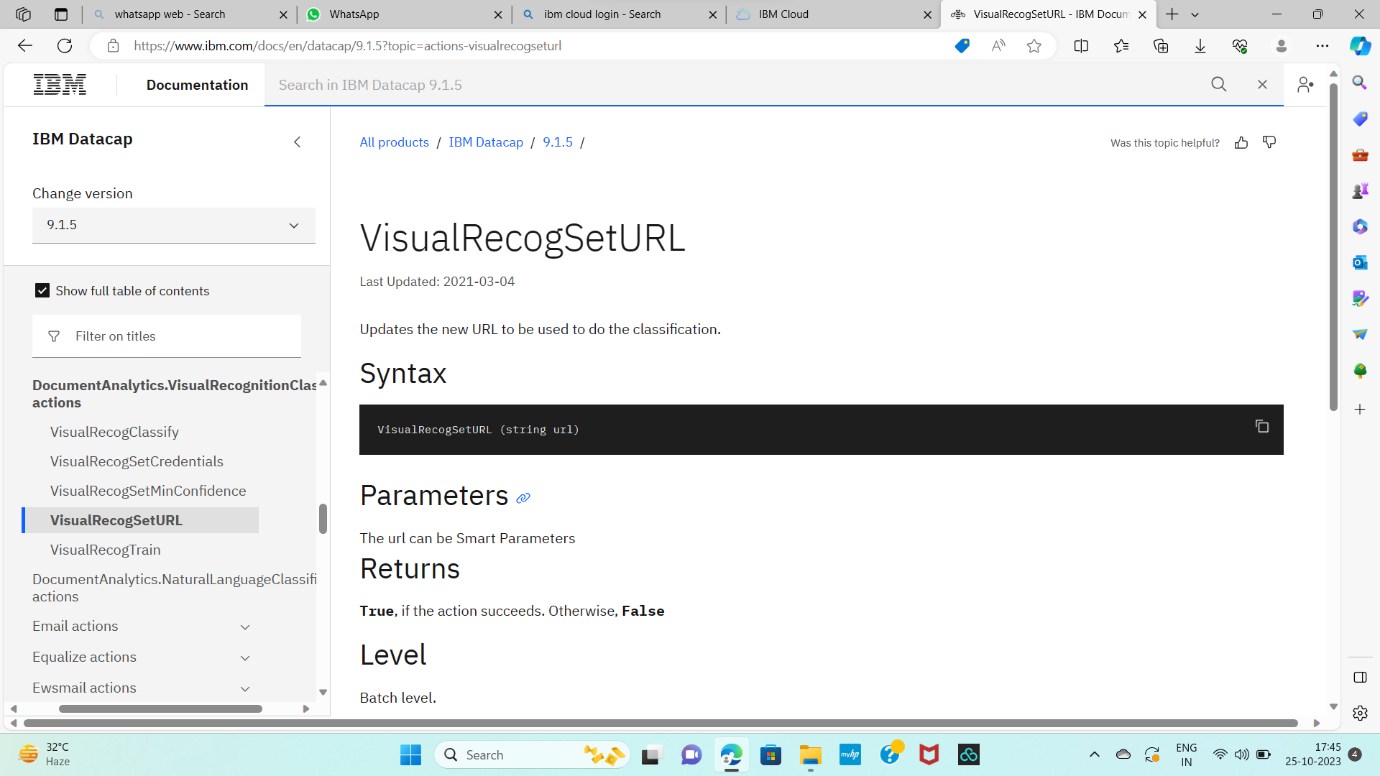 whatsapp web - Search
WhatsApp
ibm cloud login - Search
IBM Cloud
VisualRecogSetURL - IBM Docum
https://www.ibm.com/docs/en/datacap/9.1.5?topic=actions-visualrecogseturl
IBM
Documentation
Search in IBM Datacap 9.1.5
IBM Datacap
Change version
9.1.5
Show full table of contents
Filter on titles
DocumentAnalytics.VisualRecognitionClas
actions
VisualRecogClassify
VisualRecogSetCredentials
VisualRecogSetMinConfidence
VisualRecogSetURL
VisualRecogTrain
DocumentAnalytics.NaturalLanguageClassifi
actions
Email actions
Equalize actions
Ewsmail actions
All products / IBM Datacap / 9.1.5 /
Was this topic helpful?
VisualRecogSetURL
Last Updated: 2021-03-04
Updates the new URL to be used to do the classification.
Syntax
VisualRecogSetURL (string url)
Parameters
The url can be Smart Parameters
Returns
True, if the action succeeds. Otherwise, False
Level
Batch level.
32°C
Haze
Search
myhp
ENG
IN
17:45
25-10-2023
4